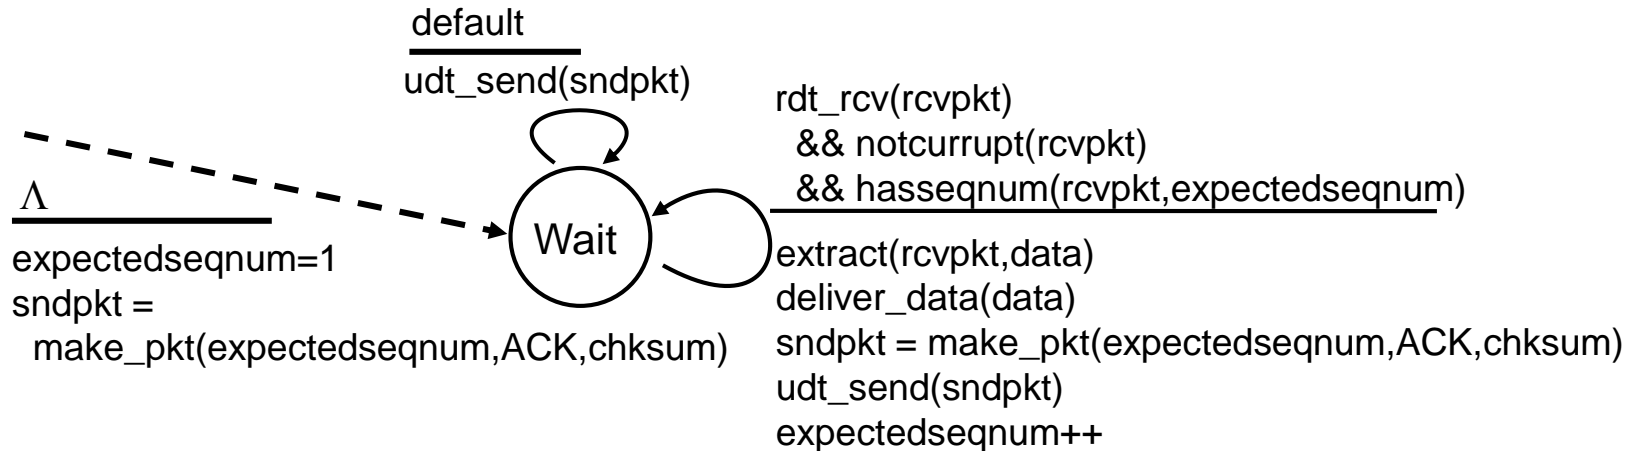 default
udt_send(sndpkt)
rdt_rcv(rcvpkt)
&& notcurrupt(rcvpkt)
&& hasseqnum(rcvpkt,expectedseqnum)
Λ
Wait
expectedseqnum=1
sndpkt =
make_pkt(expectedseqnum,ACK,chksum)
extract(rcvpkt,data)
deliver_data(data)
sndpkt = make_pkt(expectedseqnum,ACK,chksum)
udt_send(sndpkt)
expectedseqnum++